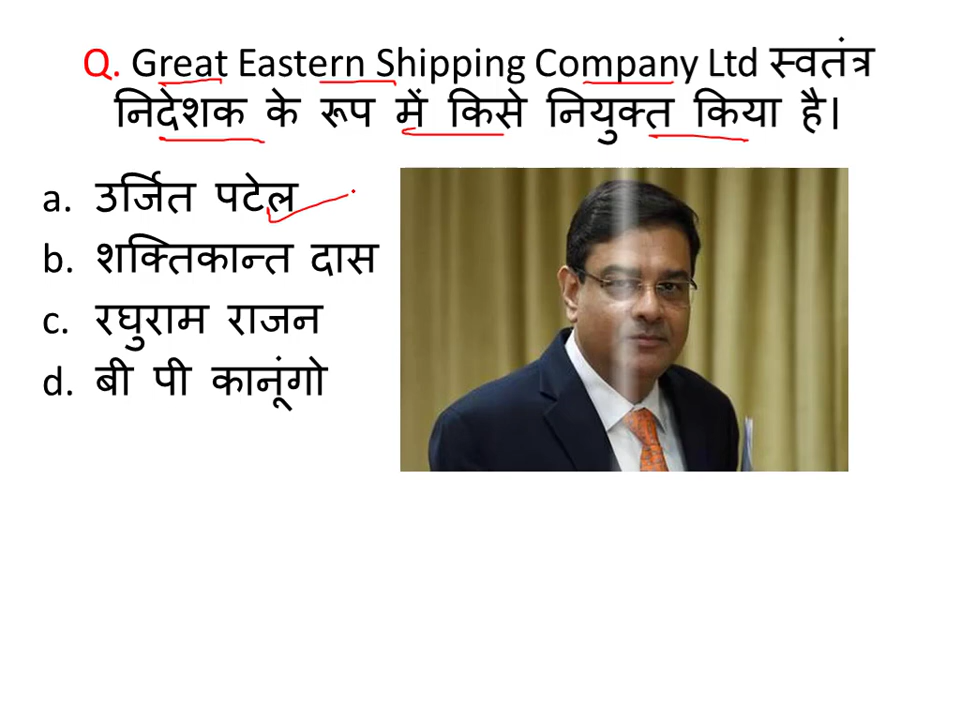 Q. Great Eastern Shipping Company Ltd स्वतंत्र
निदेशक के रूप में किसे नियुक्त किया है।
a. उर्जित पटेल
b. शक्तिकान्त दास
c. रघुराम राजन
d. बी पी कानूंगो